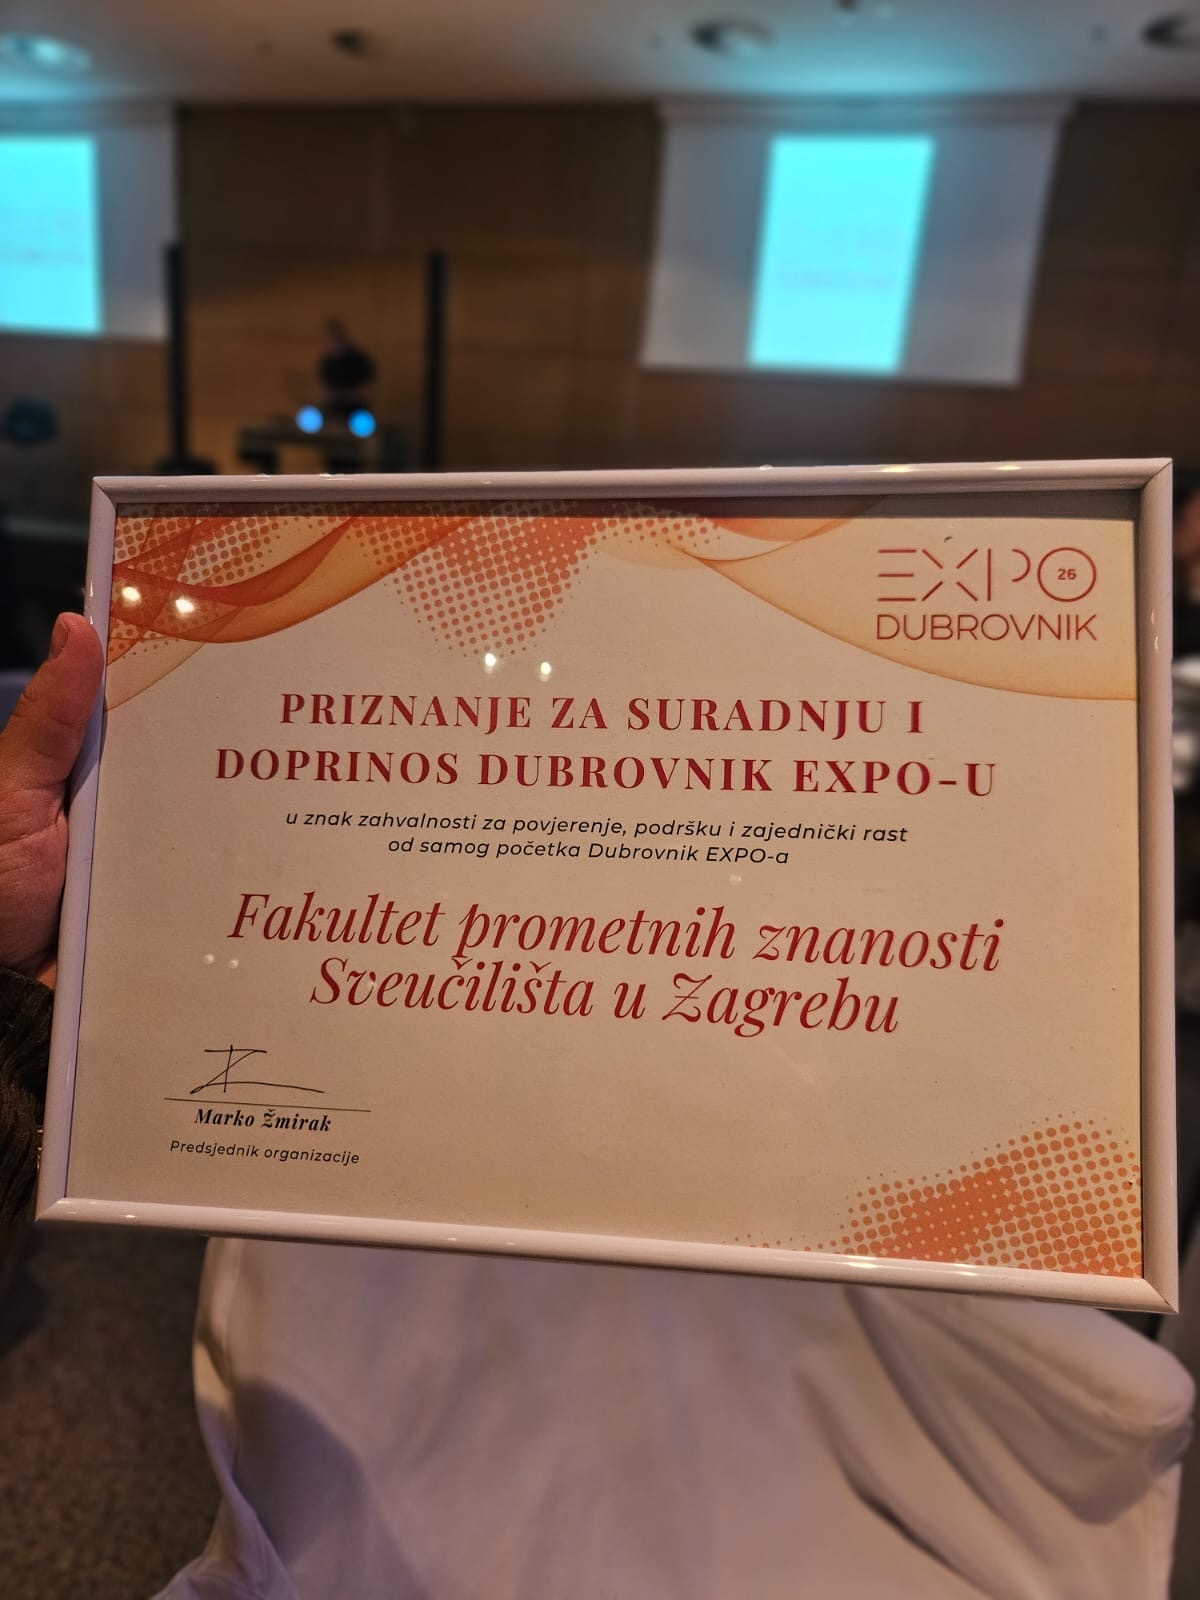 EXPO 26
DUBROVNIK
PRIZNANJE ZA SURADNJU I
DOPRINOS DUBROVNIK EXPO-U
u znak zahvalnosti za povjerenje, podršku i zajednički rast
od samog početka Dubrovnik EXPO-a
Fakultet prometnih znanosti
Sveučilišta u Zagrebu
Marko Žmirak
Predsjednik organizacije